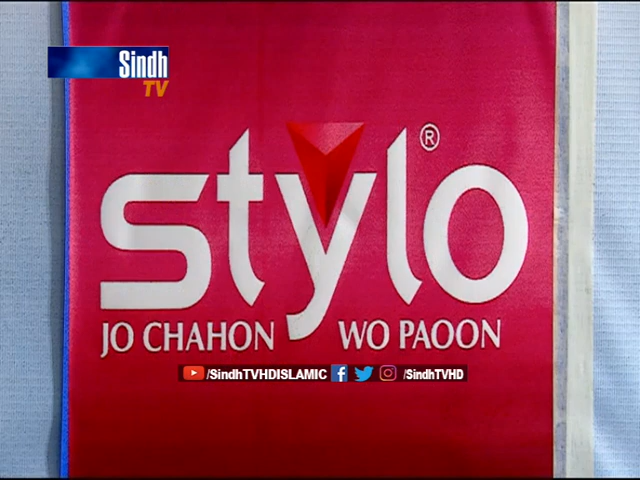 Sindh
TV
stylo®
JO CHAHON WO PAOON
/SindhTVHDISLAMIC /SindhTVHD